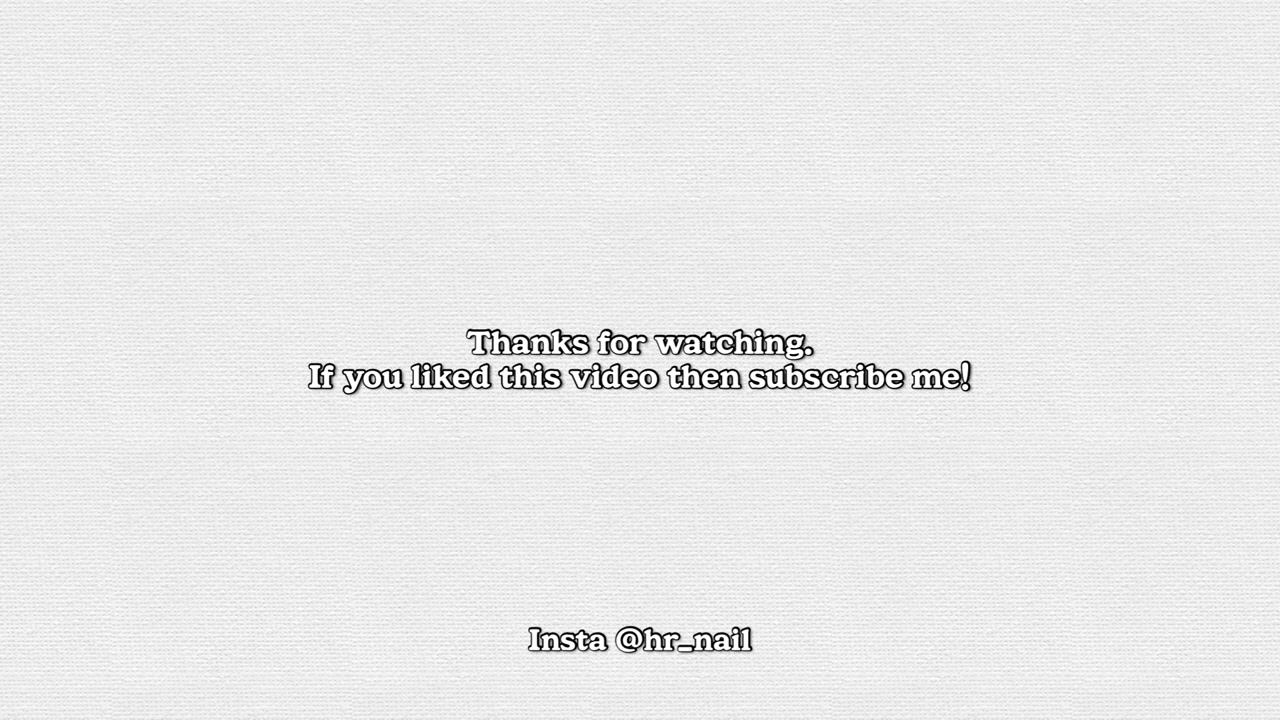 Thanks for watching.
If you liked this video then subscribe me!
Insta @hr_nail